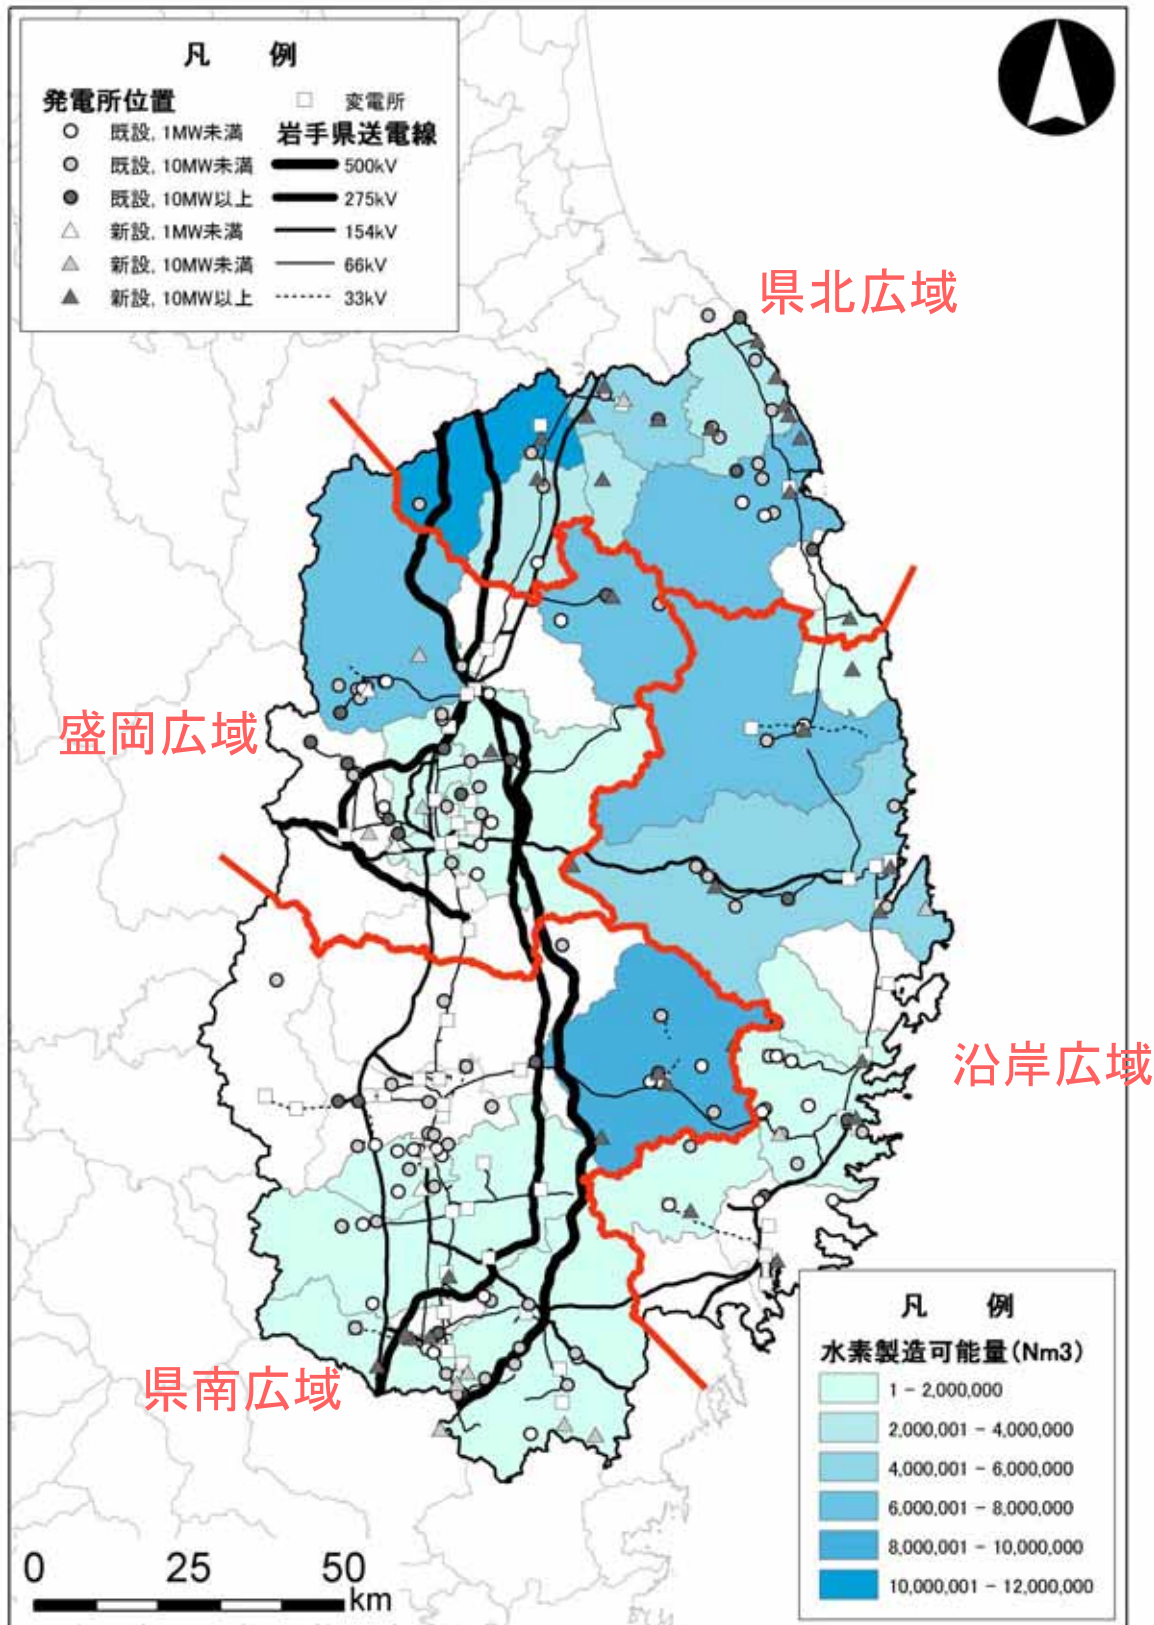 凡 例
発電所位置
既設, 1MW未満
既設, 10MW未満
既設, 10MW以上
新設, 1MW未満
新設, 10MW未満
新設, 10MW以上
変電所
岩手県送電線
500kV
275kV
154kV
66kV
33kV
県北広域
盛岡広域
沿岸広域
県南広域
凡 例
水素製造可能量(Nm3)
1 - 2,000,000
2,000,001 - 4,000,000
4,000,001 - 6,000,000
6,000,001 - 8,000,000
8,000,001 - 10,000,000
10,000,001 - 12,000,000
0 25 50
km